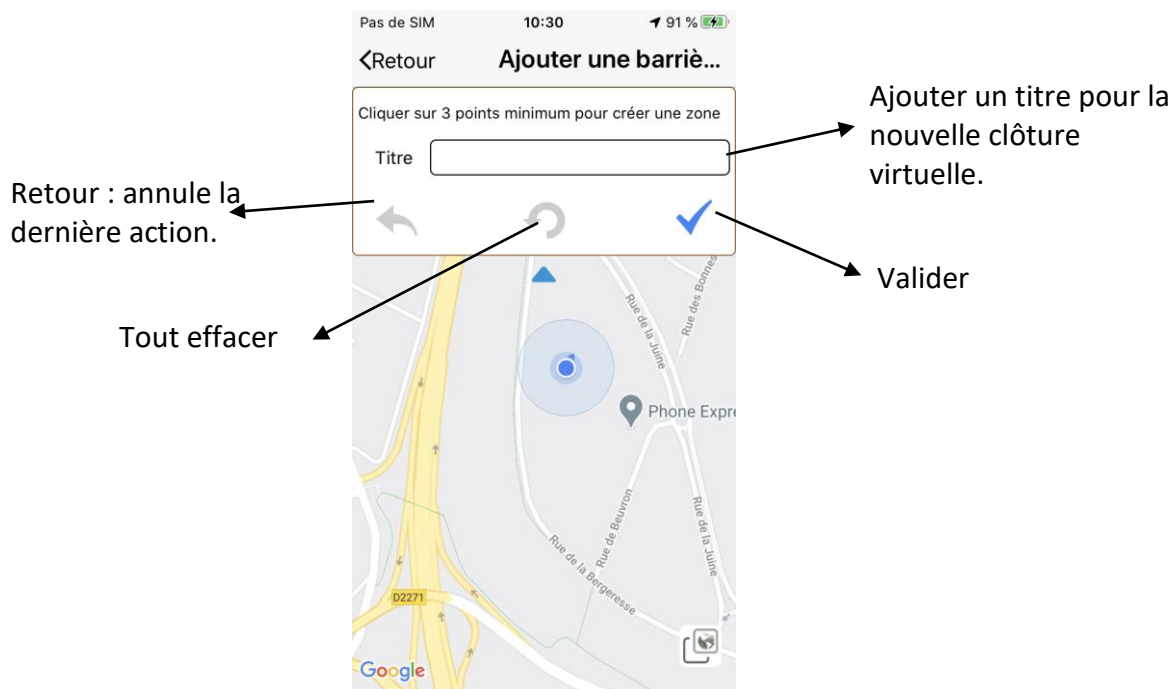 Pas de SIM 10:30 91 %
Retour Ajouter une barriè...
Cliquer sur 3 points minimum pour créer une zone
Titre
Ajouter un titre pour la
nouvelle clôture
virtuelle.
Retour : annule la
dernière action.
Valider
Tout effacer
Rue des Bonnes
Rue de la Juine
Phone Expre
Rue de Beuvron
Rue de la Juine
Rue de la Bergeresse
D2271
Google